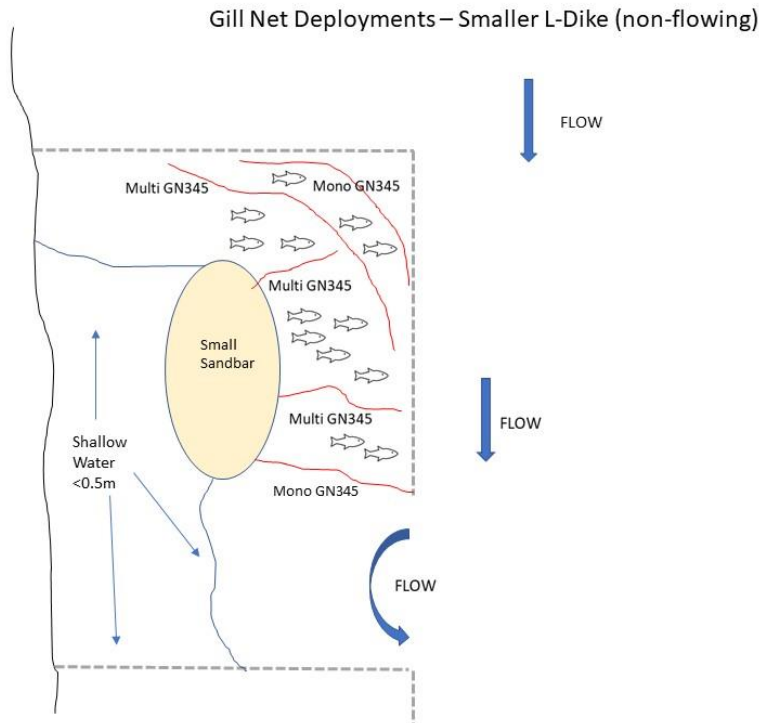 Gill Net Deployments – Smaller L-Dike (non-flowing)
FLOW
Multi GN345
Mono GN345
Multi GN345
Small
Sandbar
Multi GN345
FLOW
Shallow
Water
<0.5m
Mono GN345
FLOW